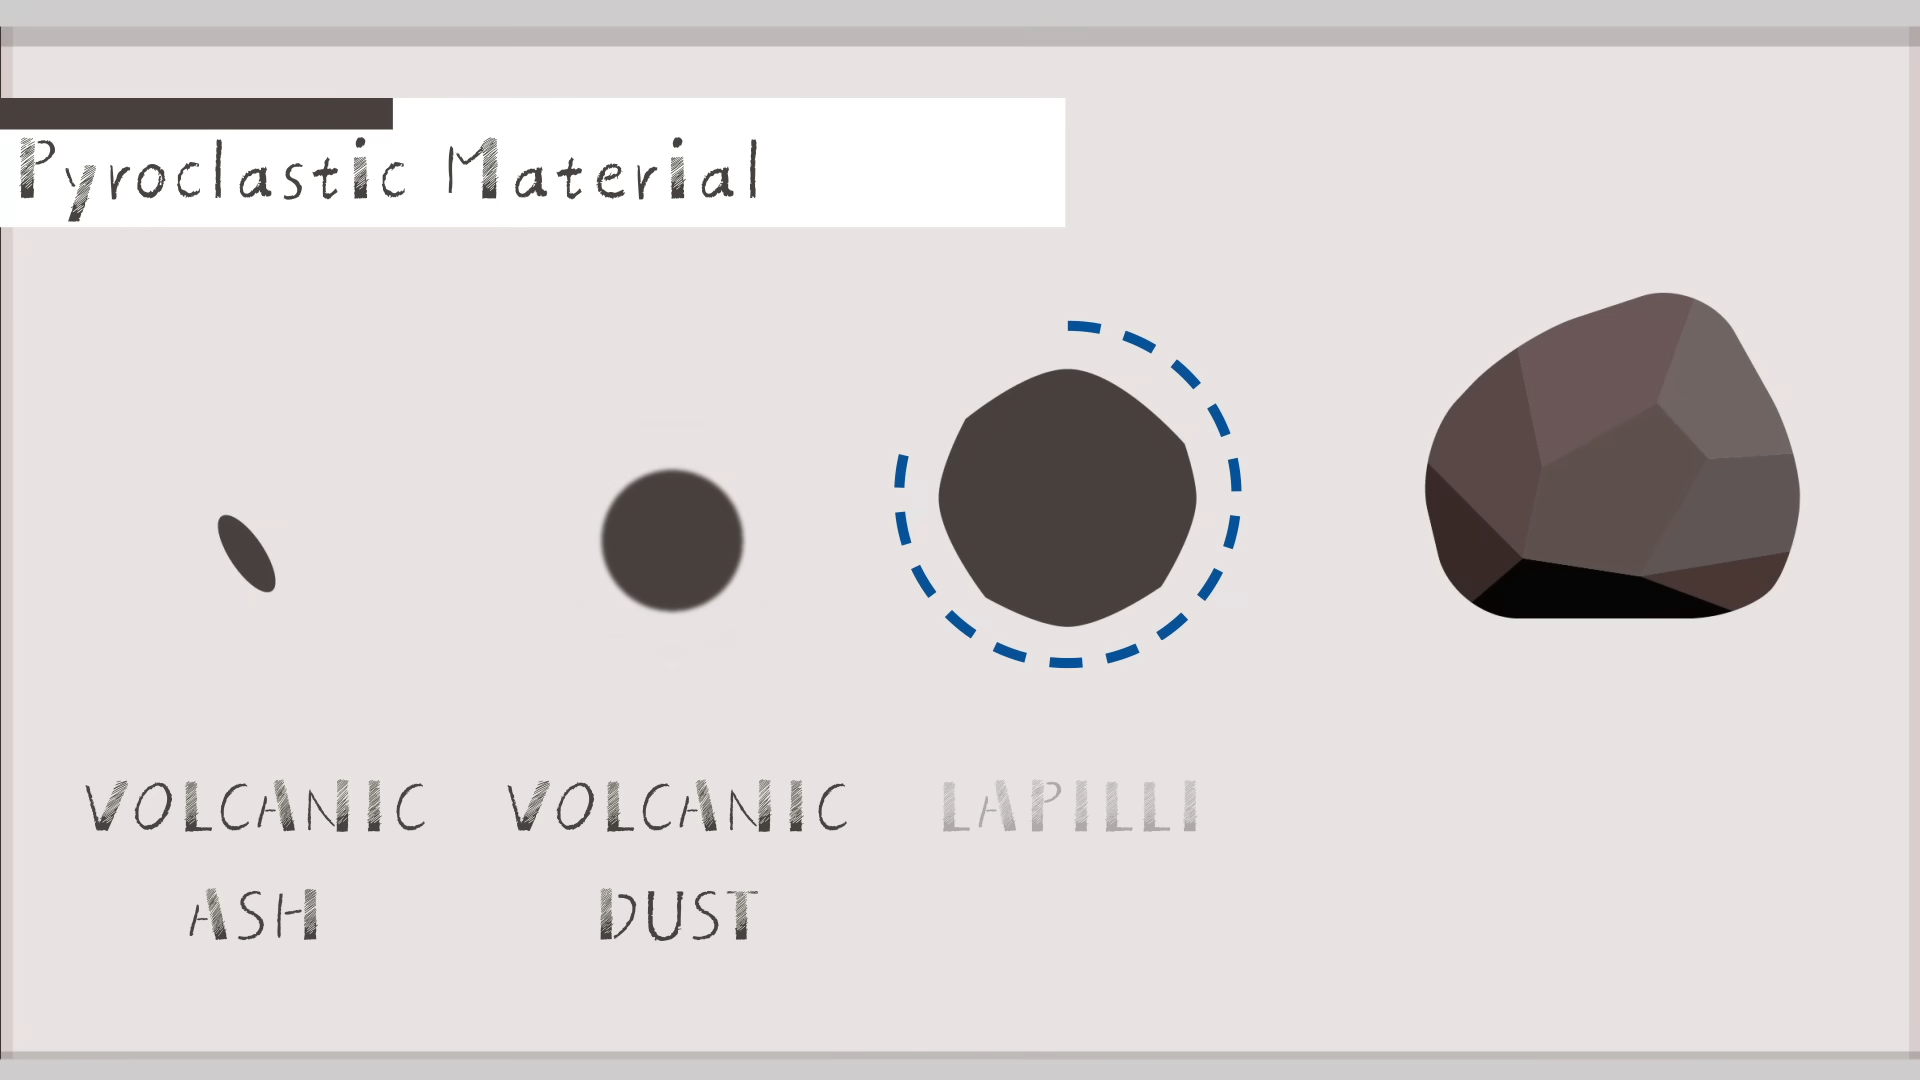 Pyroclastic Material
VOLCANIC
ASH
VOLCANIC
DUST
LAPILLI